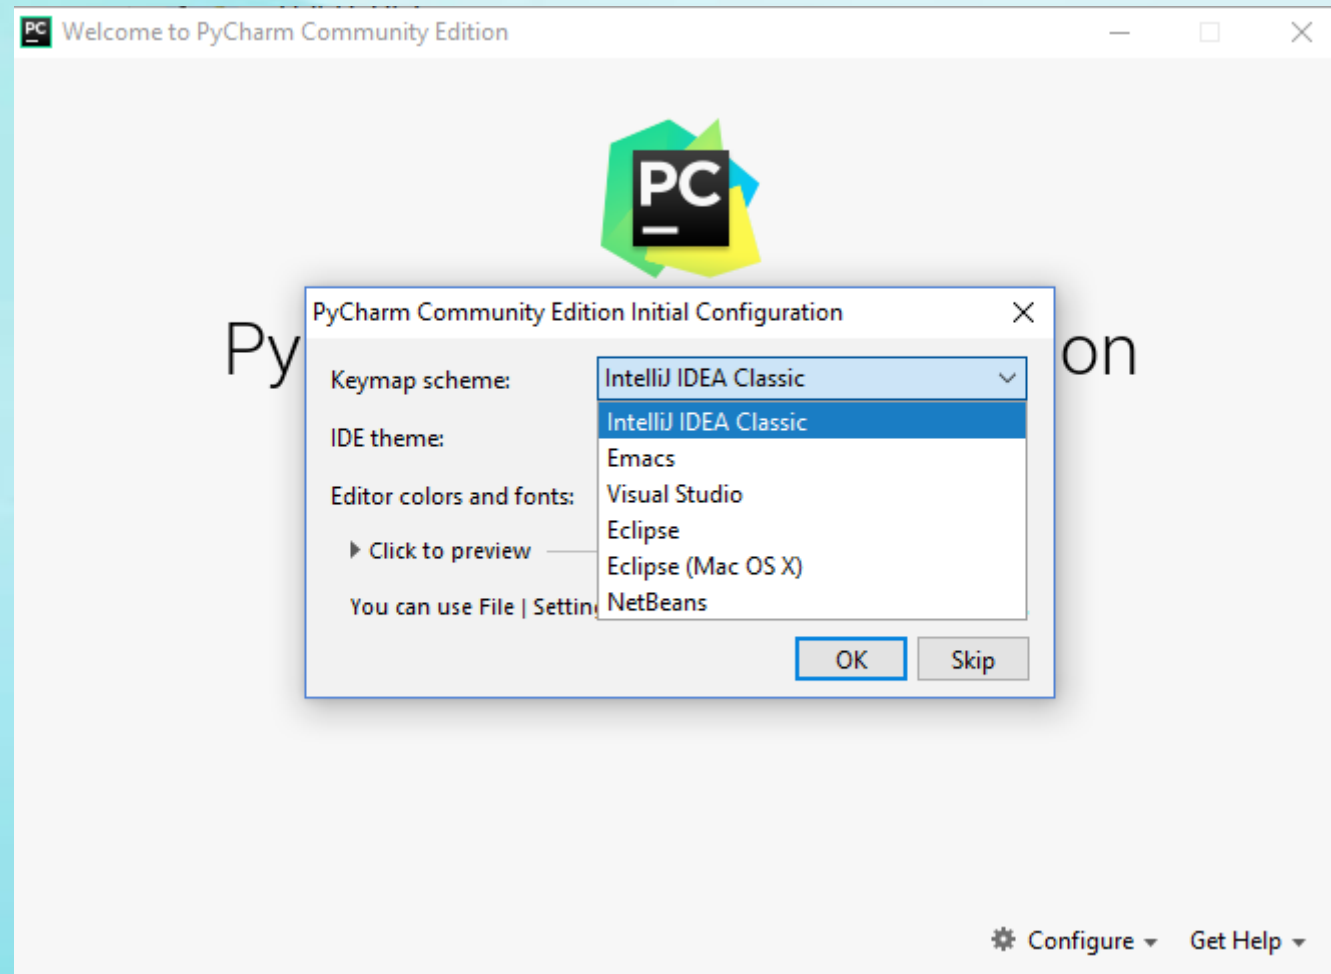 PC
Welcome to PyCharm Community Edition
PC
Py
on
PyCharm Community Edition Initial Configuration
Keymap scheme:
IntelliJ IDEA Classic
IntelliJ IDEA Classic
IDE theme:
Emacs
Visual Studio
Editor colors and fonts:
Eclipse
Click to preview
Eclipse (Mac OS X)
You can use File |
NetBeans
OK
Skip
Configure
Get Help